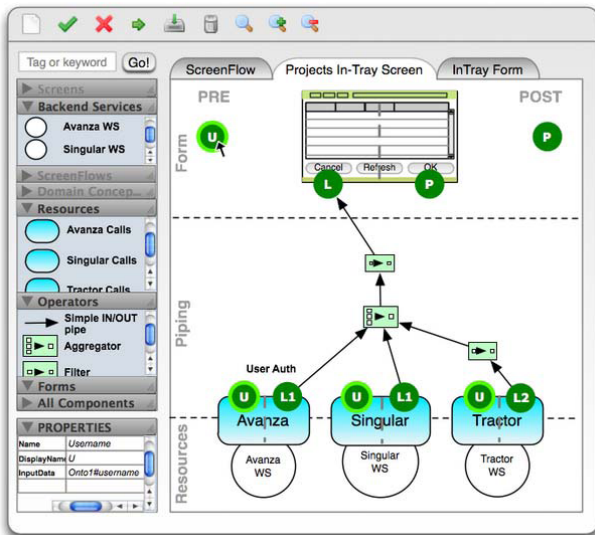 Tag or keyword
Go!
Screens
Backend Services
Avanza WS
Singular WS
ScreenFlows
Domain Concep...
Resources
Avanza Calls
Singular Calls
Tractor Calls
Operators
Simple IN/OUT
pipe
Aggregator
Filter
Forms
All Components
PROPERTIES
Name Username
DisplayName U
InputData Onto1#username
ScreenFlow
Projects In-Tray Screen
InTray Form
PRE
POST
Form
U
P
Cancel
Refresh
OK
L
P
Piping
User Auth
U
L1
U
L1
U
L2
Avanza
Singular
Tractor
Resources
Avanza
WS
Singular
WS
Tractor
WS